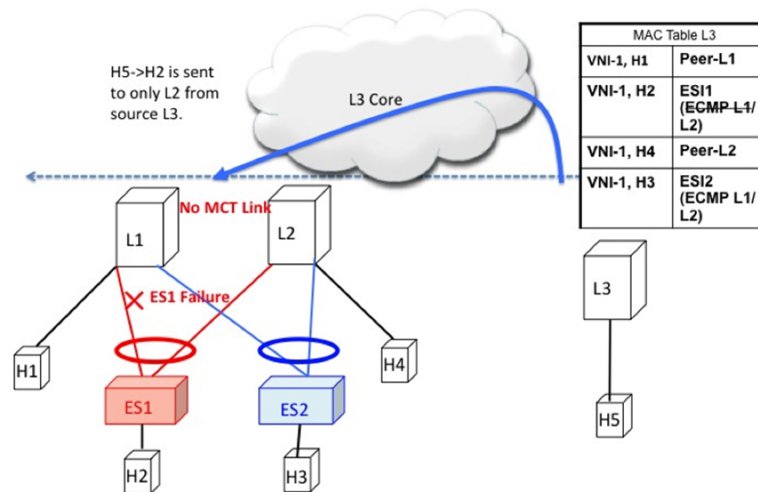 H5->H2 is sent
to only L2 from
source L3.
L3 Core
MAC Table L3
VNI-1, H1 Peer-L1
VNI-1, H2 ESI1
(ECMP L1/
L2)
VNI-1, H4 Peer-L2
VNI-1, H3 ESI2
(ECMP L1/
L2)
No MCT Link
L1
L2
ES1 Failure
L3
H1
H4
ES1
ES2
H5
H2
H3